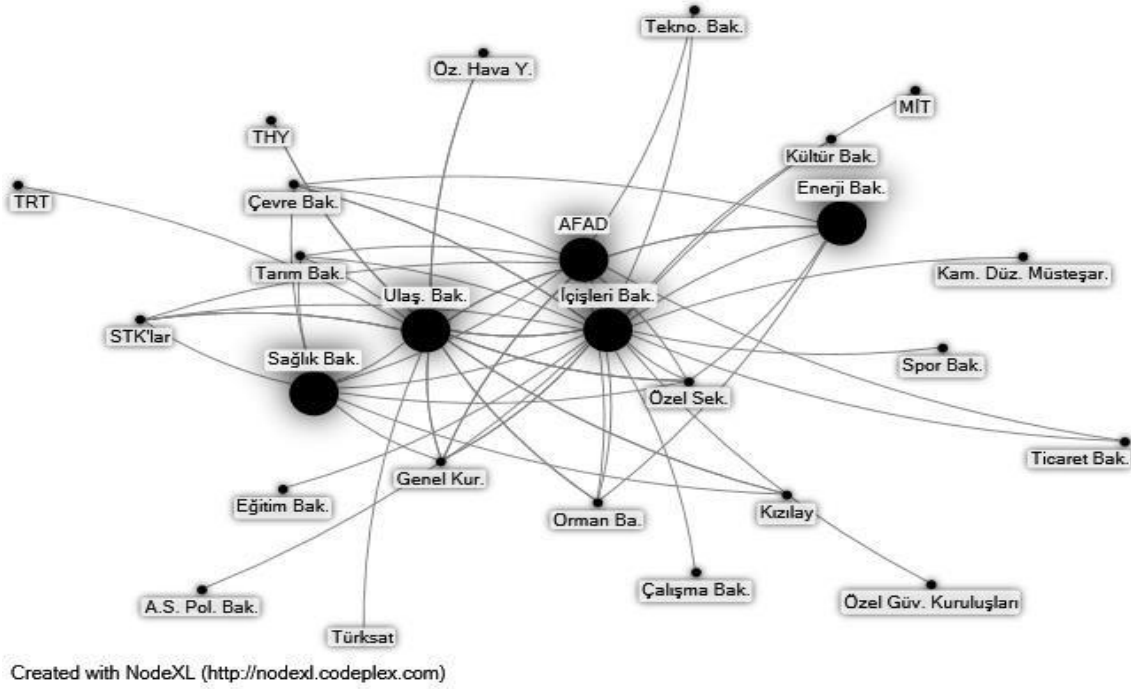 Tekno. Bak.
Öz. Hava Y.
MİT
THY
Kültür Bak.
Enerji Bak.
TRT
Çevre Bak.
AFAD
Tarım Bak.
Kam. Düz. Müsteşar.
Ulaş. Bak.
İçişleri Bak.
STK'lar
Sağlık Bak.
Spor Bak.
Özel Sek.
Ticaret Bak.
Genel Kur.
Eğitim Bak.
Orman Ba.
Kızılay
Çalışma Bak.
A.S. Pol. Bak.
Özel Güv. Kuruluşları
Türksat
Created with NodeXL (http://nodexl.codeplex.com)